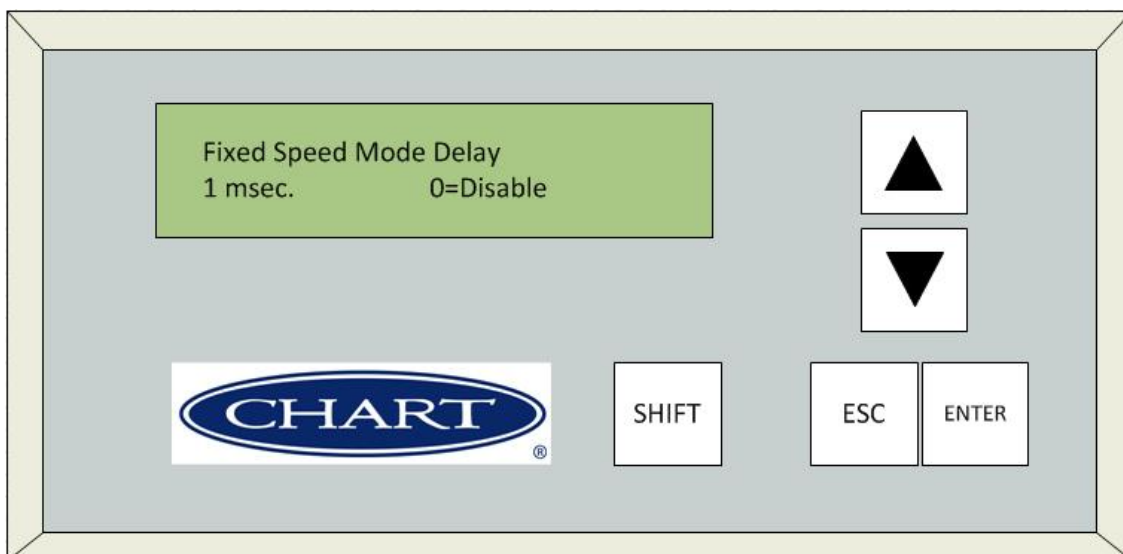 Fixed Speed Mode Delay
1 msec. 0=Disable
CHART
®
SHIFT
ESC
ENTER